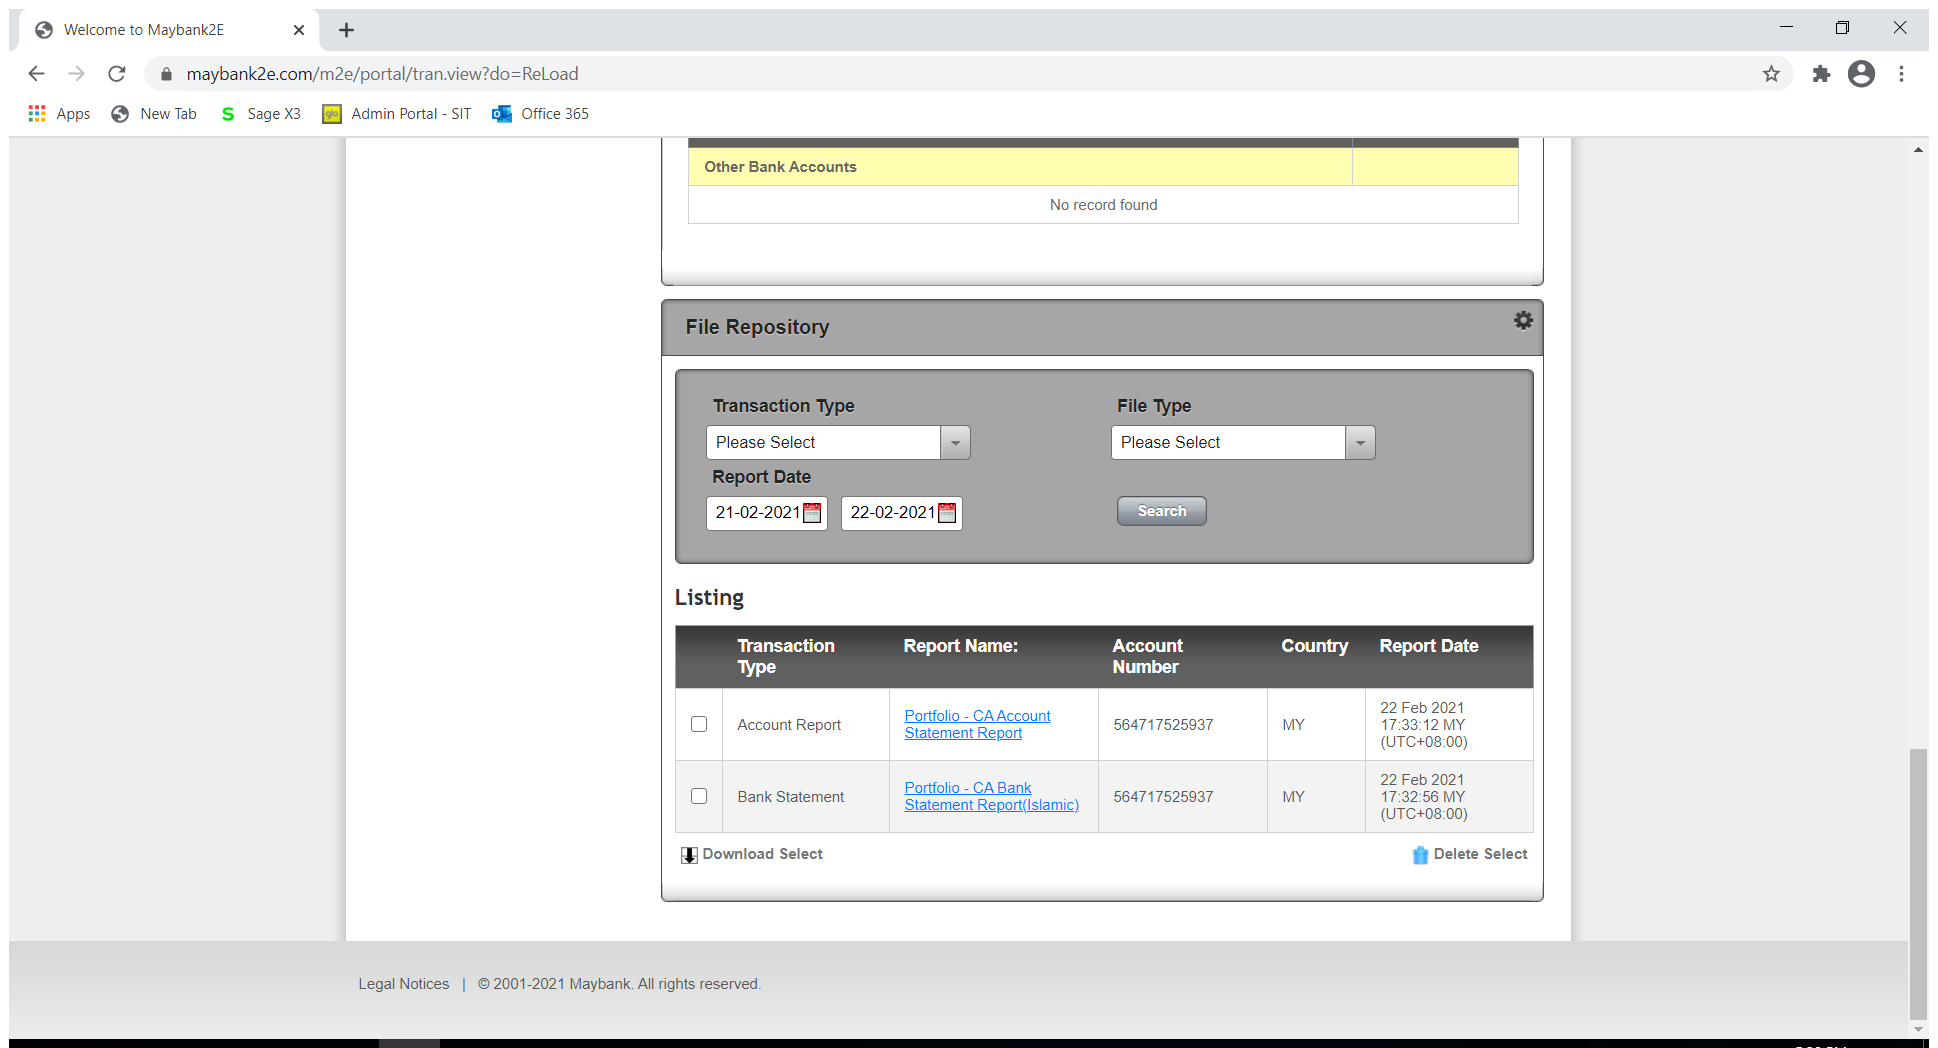 Welcome to Maybank2E
maybank2e.com/m2e/portal/tran.view?do=ReLoad
Apps New Tab S Sage X3 glo Admin Portal - SIT Office 365
Other Bank Accounts
No record found
File Repository
Transaction Type File Type
Please Select Please Select
Report Date
21-02-2021 22-02-2021 Search
Listing
Transaction Type Report Name: Account Number Country Report Date
Account Report Portfolio - CA Account Statement Report 564717525937 MY 22 Feb 2021 17:33:12 MY (UTC+08:00)
Bank Statement Portfolio - CA Bank Statement Report(Islamic) 564717525937 MY 22 Feb 2021 17:32:56 MY (UTC+08:00)
Download Select Delete Select
Legal Notices | © 2001-2021 Maybank. All rights reserved.